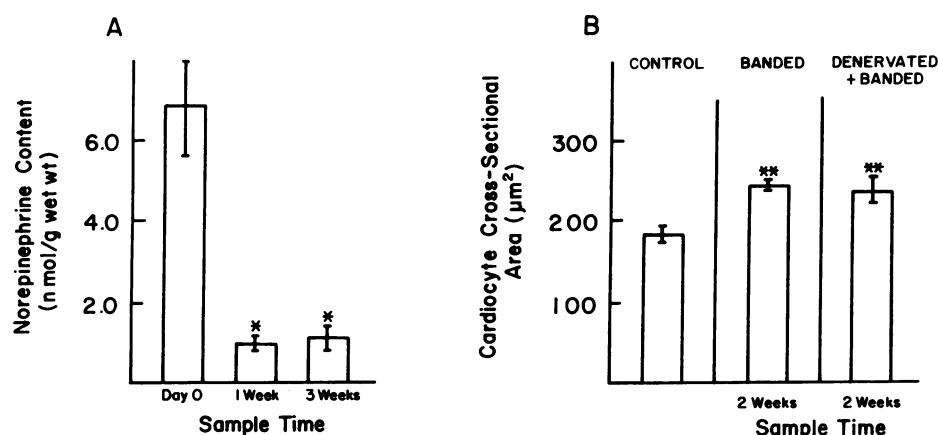 A
Norepinephrine Content
(nmol/g wet wt)
6.0
4.0
2.0
*
*
Day 0
1 Week
3 Weeks
Sample Time
B
Cardiocyte Cross-Sectional
Area (µm²)
300
200
100
CONTROL
BANDED
DENERVATED
+ BANDED
**
**
2 Weeks
2 Weeks
Sample Time